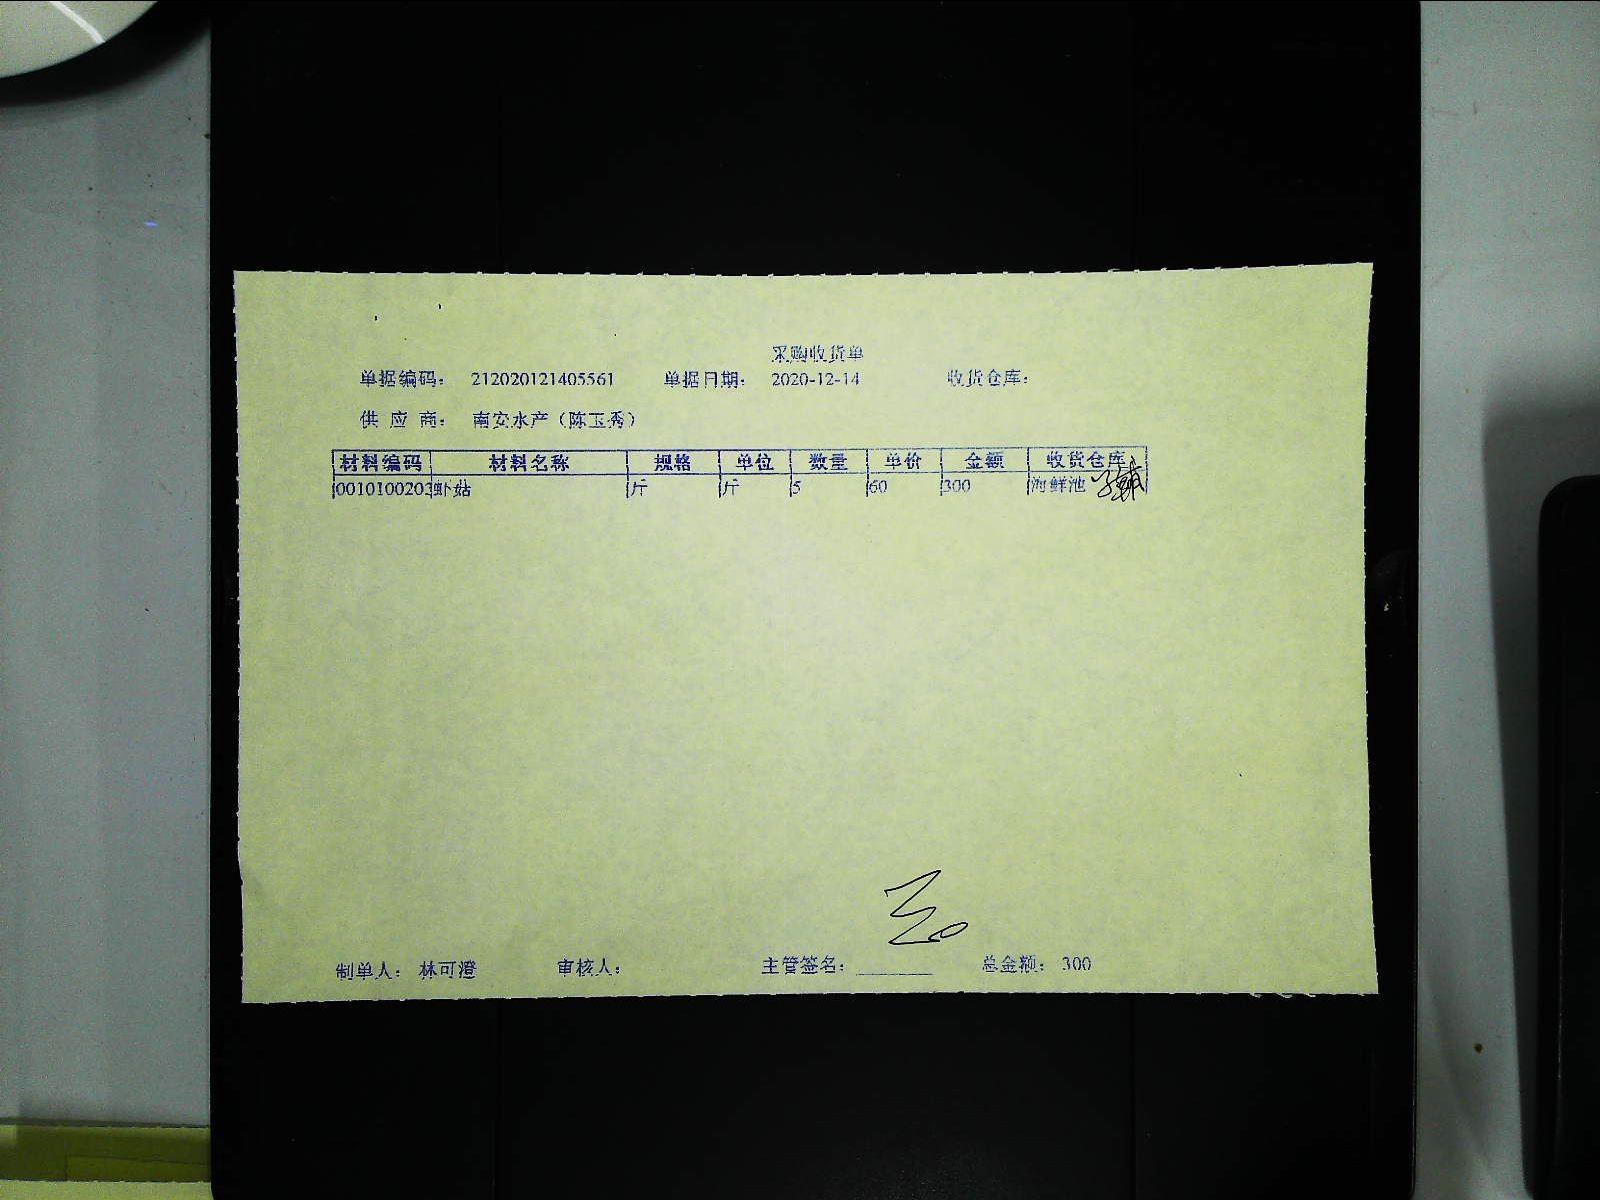 采购收货单
单据编码： 212020121405561 单据日期： 2020-12-14 收货仓库：
供 应 商： 南安水产（陈玉秀）
材料编码 材料名称 规格 单位 数量 单价 金额 收货仓库
0010100203 虾姑 斤 斤 5 60 300 海鲜池
制单人： 林可澄 审核人： 主管签名： 总金额： 300